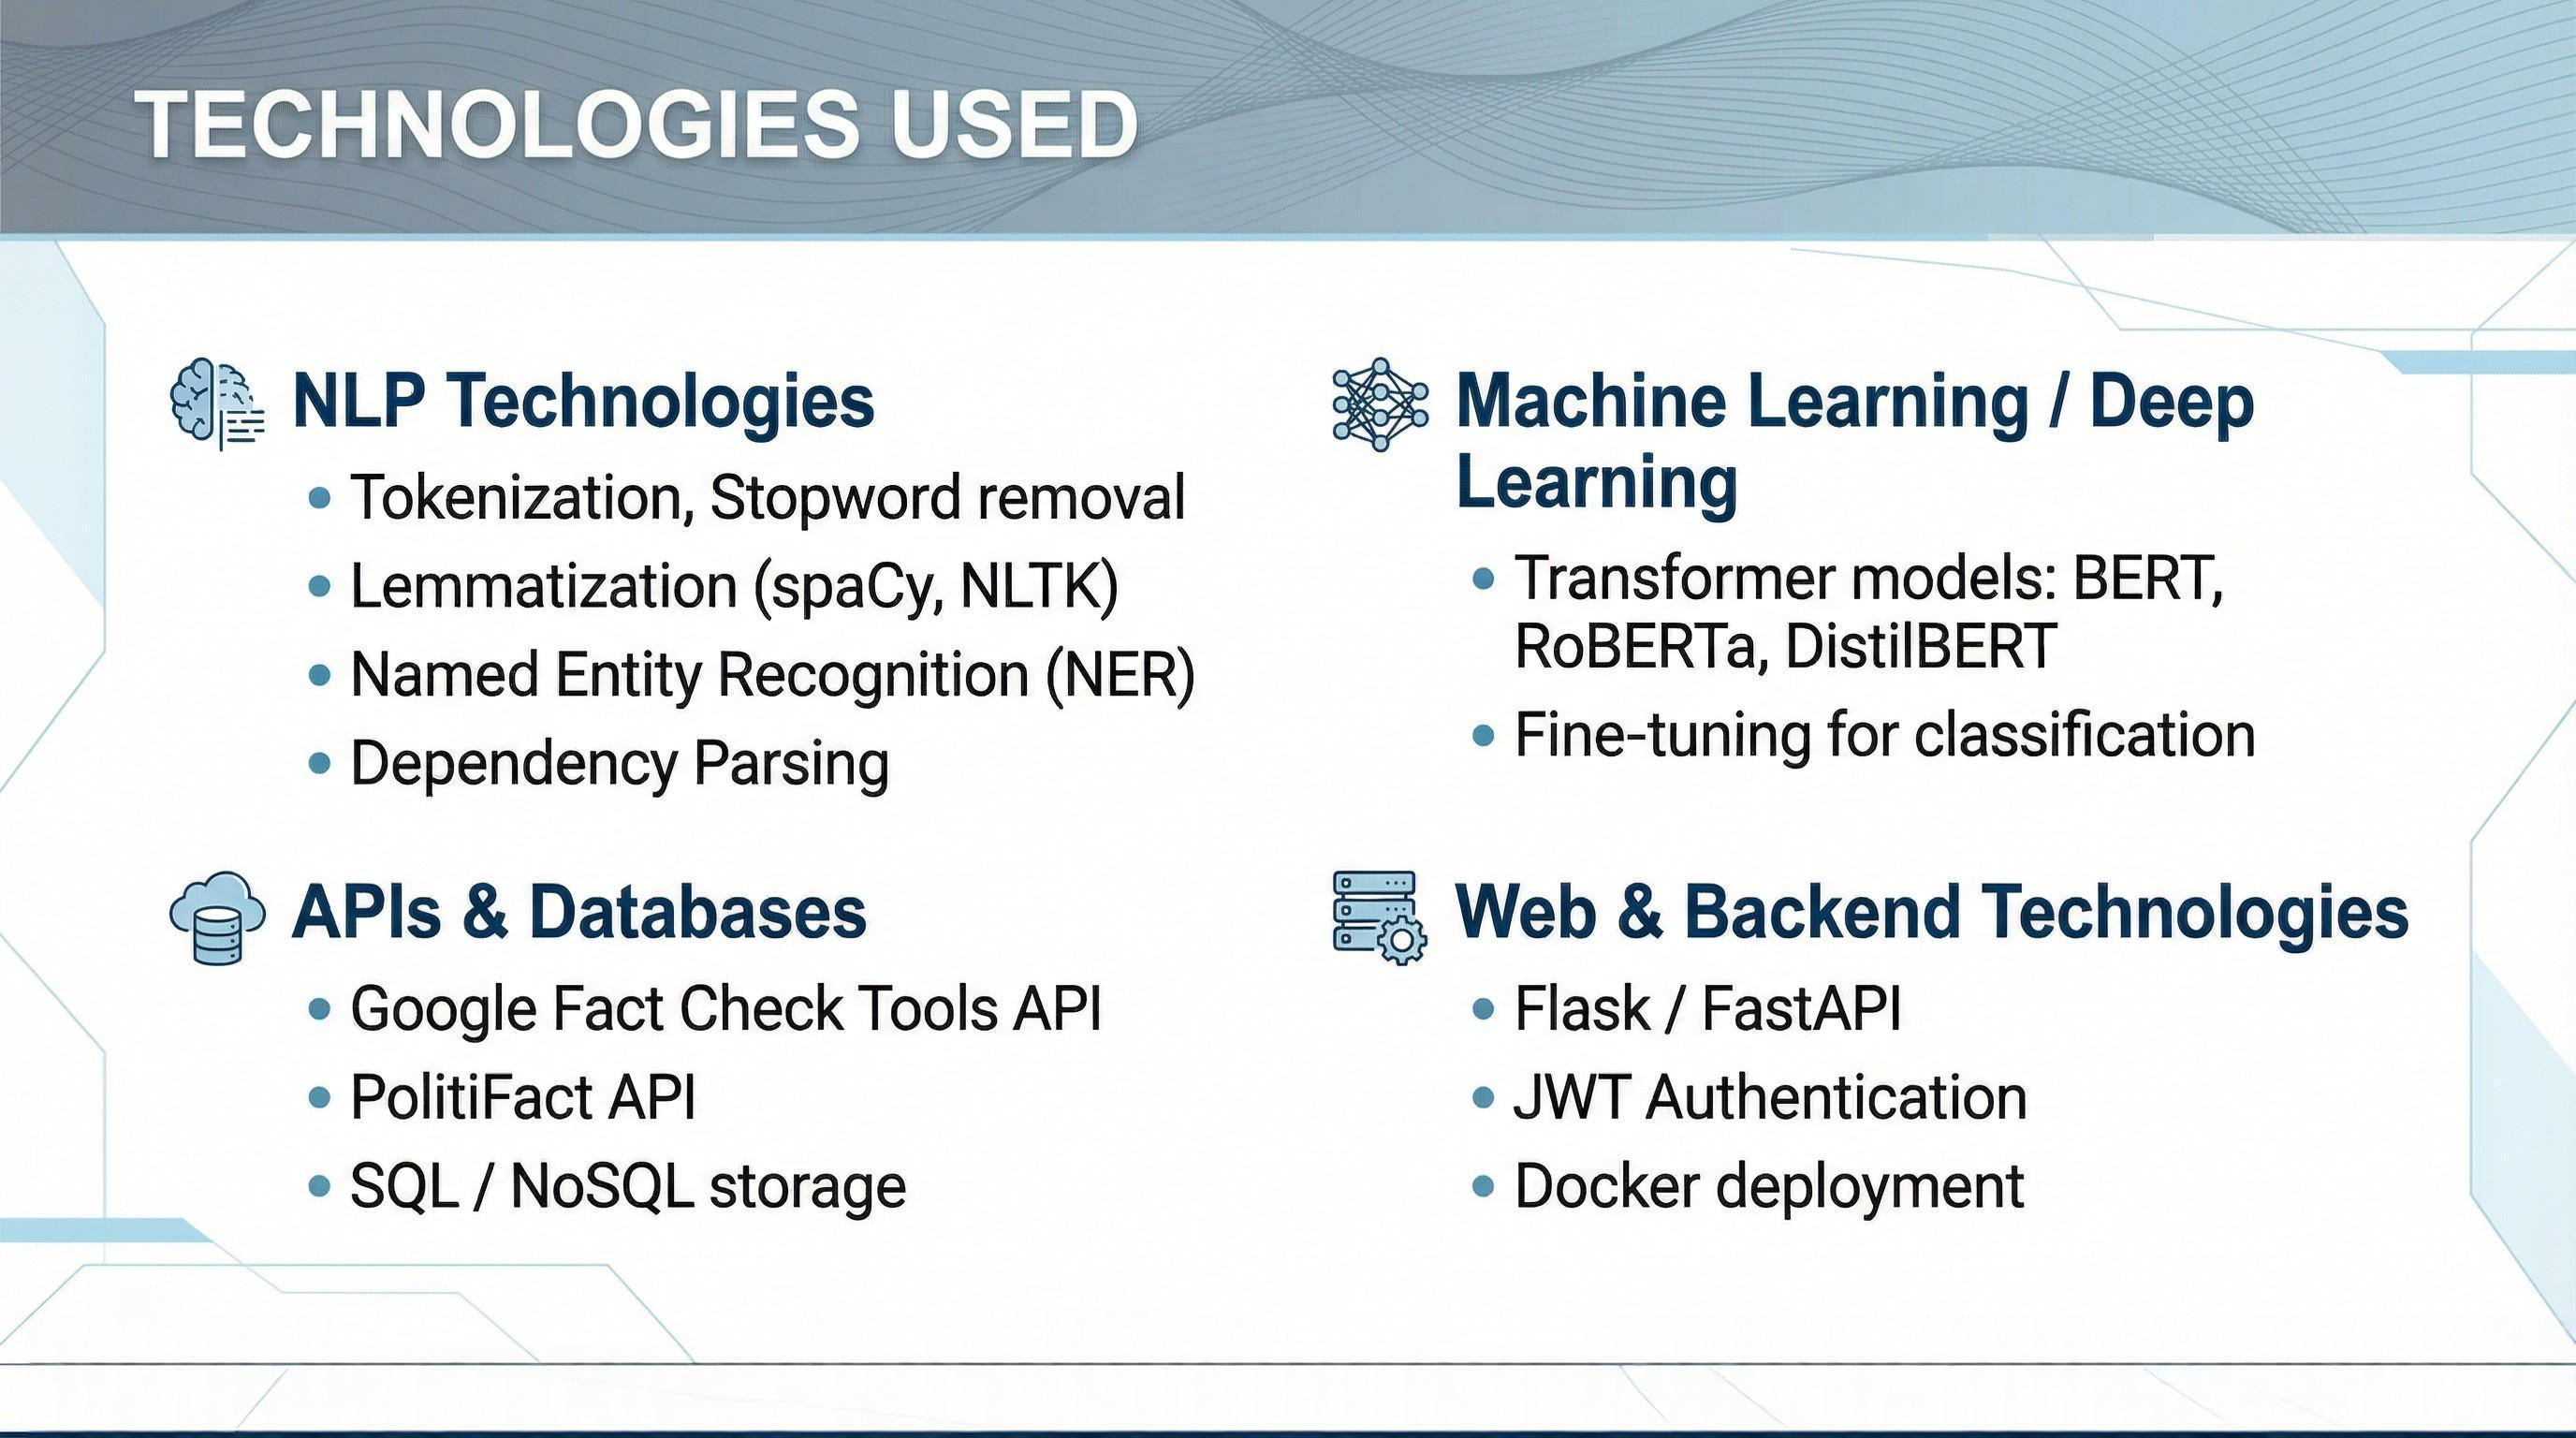 TECHNOLOGIES USED
NLP Technologies
• Tokenization, Stopword removal
• Lemmatization (spaCy, NLTK)
• Named Entity Recognition (NER)
• Dependency Parsing
Machine Learning / Deep
Learning
• Transformer models: BERT,
RoBERTa, DistilBERT
• Fine-tuning for classification
APIs & Databases
• Google Fact Check Tools API
• PolitiFact API
• SQL / NoSQL storage
Web & Backend Technologies
• Flask / FastAPI
• JWT Authentication
• Docker deployment